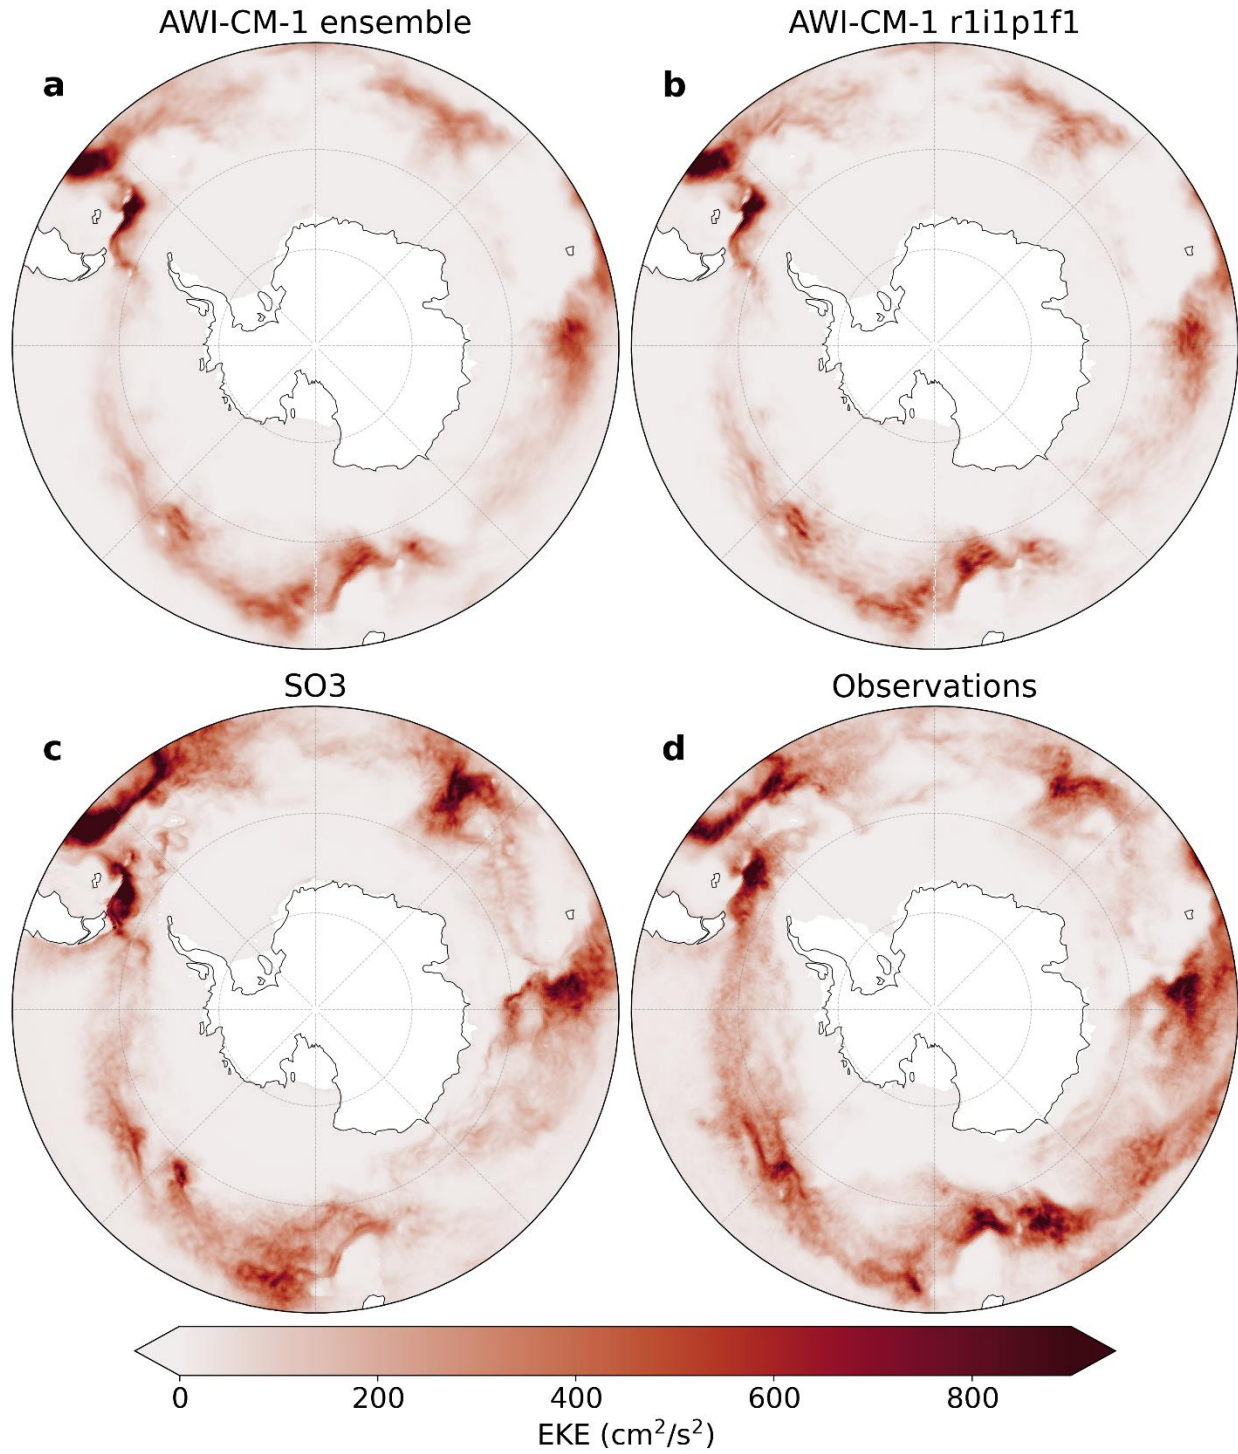 AWI-CM-1 ensemble
AWI-CM-1 r1i1p1f1
a
b
SO3
Observations
c
d
0 200 400 600 800
EKE (cm²/s²)